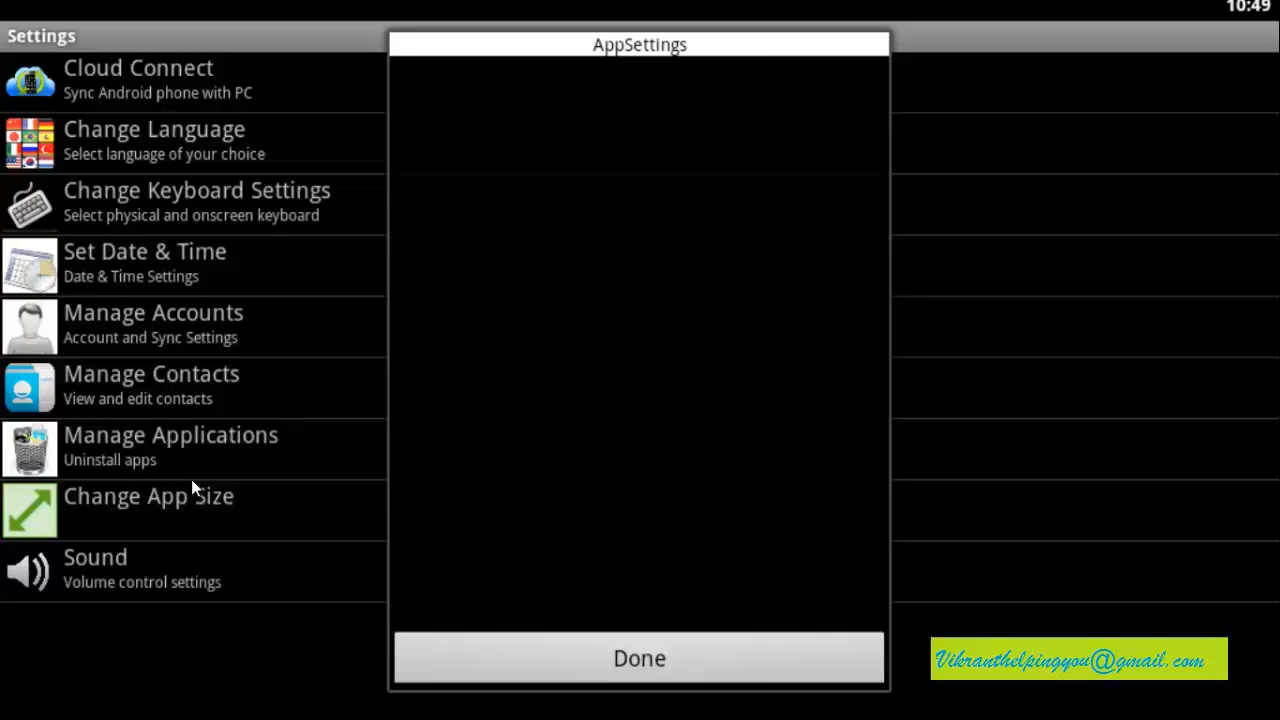 10:49
Settings
AppSettings
Cloud Connect
Sync Android phone with PC
Change Language
Select language of your choice
Change Keyboard Settings
Select physical and onscreen keyboard
Set Date & Time
Date & Time Settings
Manage Accounts
Account and Sync Settings
Manage Contacts
View and edit contacts
Manage Applications
Uninstall apps
Change App Size
Sound
Volume control settings
Done
Vikranthelpingyou@gmail.com